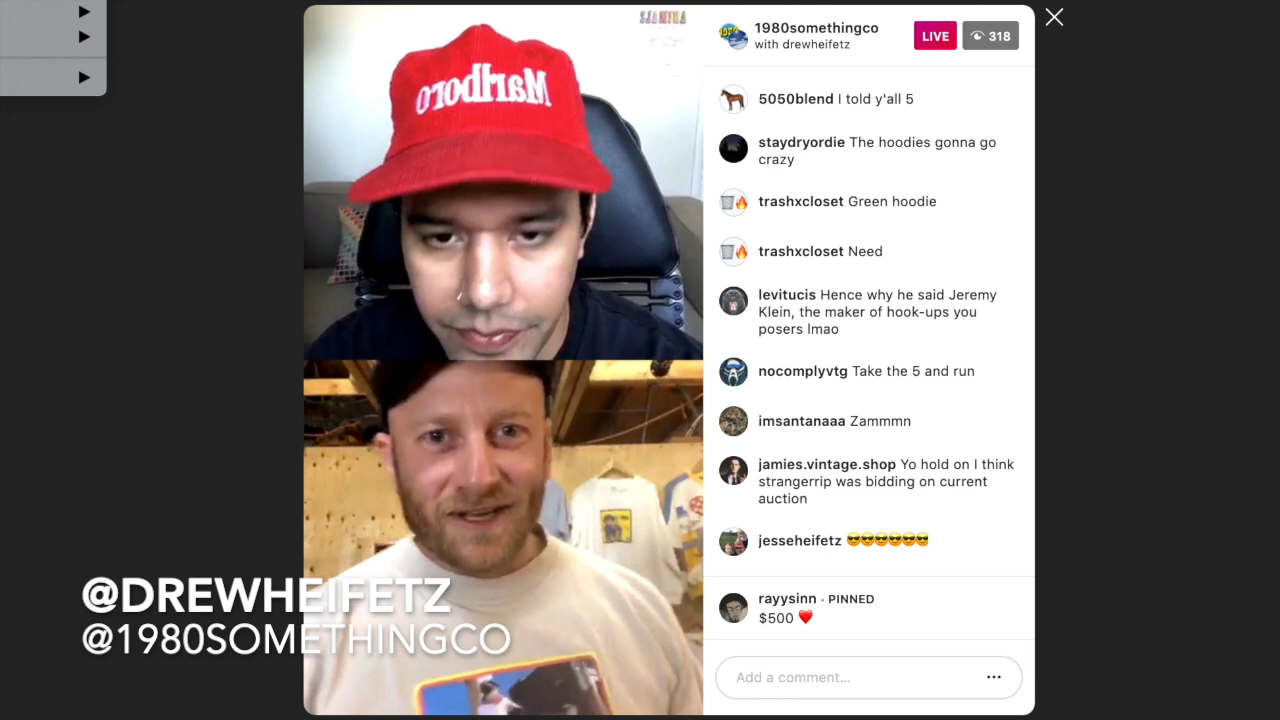 Marlboro
1980somethingco
with drewheifetz
LIVE
318
5050blend I told y'all 5
staydryordie The hoodies gonna go
crazy
trashxcloset Green hoodie
trashxcloset Need
levitucis Hence why he said Jeremy
Klein, the maker of hook-ups you
posers lmao
nocomplyvtg Take the 5 and run
imsantanaaa Zammmn
jamies.vintage.shop Yo hold on I think
strangerrip was bidding on current
auction
jesseheifetz 😎😎😎😎😎😎
rayysinn · PINNED
$500 ❤️
Add a comment...
@DREWHEIFETZ
@1980SOMETHINGCO